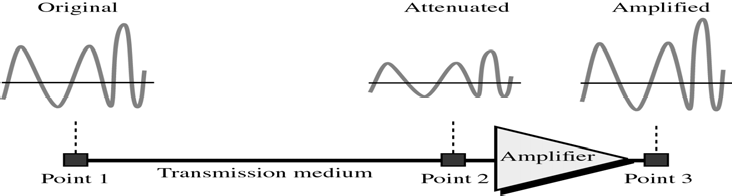 Original
Attenuated
Amplified
Amplifier
Transmission medium
Point 1
Point 2
Point 3